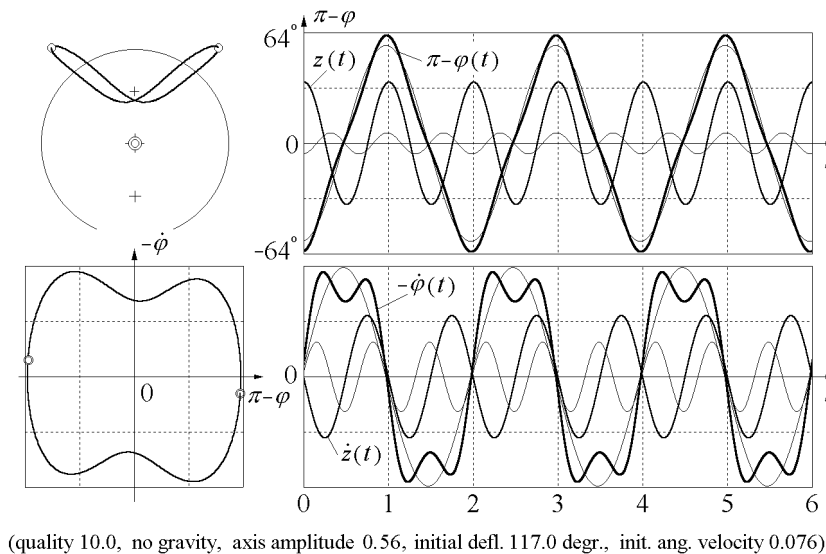 π−φ
64°
z(t)
π−φ(t)
0
−64°
−φ̇
−φ̇(t)
0
0
π−φ
ż(t)
0 1 2 3 4 5 6
(quality 10.0, no gravity, axis amplitude 0.56, initial defl. 117.0 degr., init. ang. velocity 0.076)